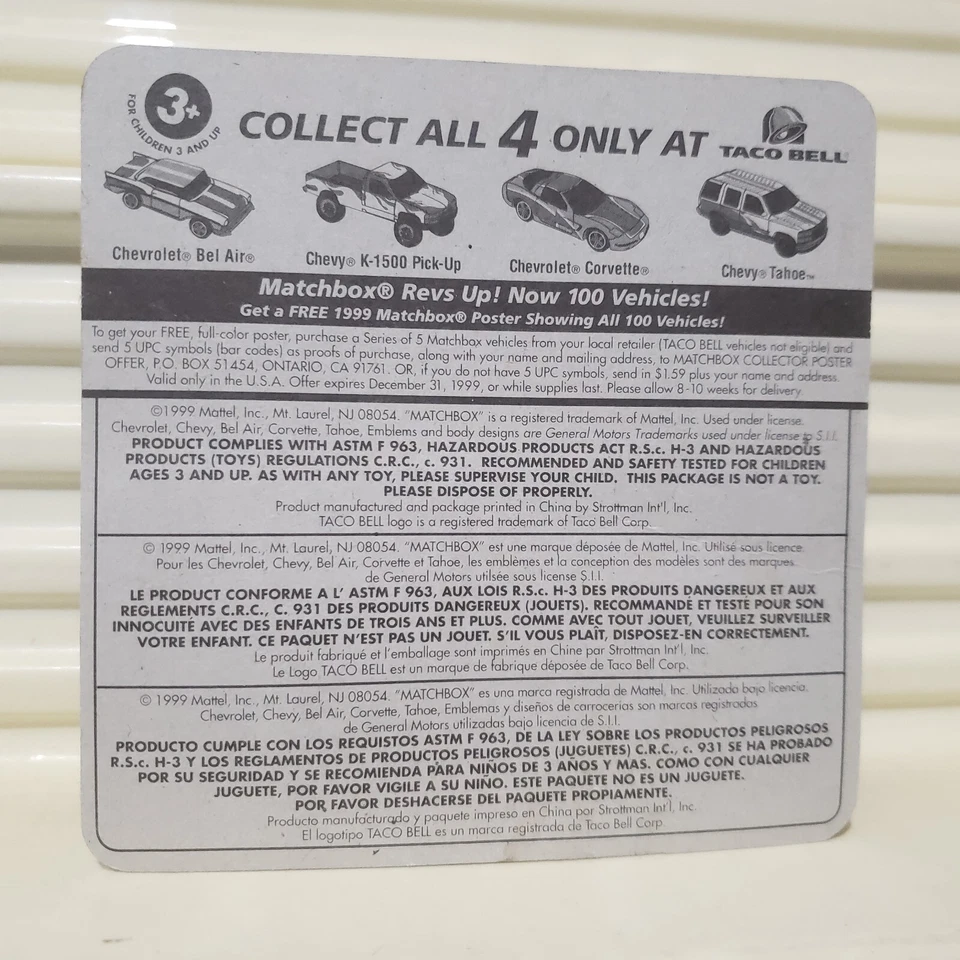 3+
FOR CHILDREN 3 AND UP
COLLECT ALL 4 ONLY AT
TACO BELL
Chevrolet® Bel Air®
Chevy® K-1500 Pick-Up
Chevrolet® Corvette®
Chevy® Tahoe™
Matchbox® Revs Up! Now 100 Vehicles!
Get a FREE 1999 Matchbox® Poster Showing All 100 Vehicles!
To get your FREE, full-color poster, purchase a Series of 5 Matchbox vehicles from your local retailer (TACO BELL vehicles not eligible) and
send 5 UPC symbols (bar codes) as proofs of purchase, along with your name and mailing address, to MATCHBOX COLLECTOR POSTER
OFFER, P.O. BOX 51454, ONTARIO, CA 91761. OR, if you do not have 5 UPC symbols, send in $1.59 plus your name and address.
Valid only in the U.S.A. Offer expires December 31, 1999, or while supplies last. Please allow 8-10 weeks for delivery.
©1999 Mattel, Inc., Mt. Laurel, NJ 08054. "MATCHBOX" is a registered trademark of Mattel, Inc. Used under license.
Chevrolet, Chevy, Bel Air, Corvette, Tahoe, Emblems and body designs are General Motors Trademarks used under license to S.I.I.
PRODUCT COMPLIES WITH ASTM F 963, HAZARDOUS PRODUCTS ACT R.S.c. H-3 AND HAZARDOUS
PRODUCTS (TOYS) REGULATIONS C.R.C., c. 931. RECOMMENDED AND SAFETY TESTED FOR CHILDREN
AGES 3 AND UP. AS WITH ANY TOY, PLEASE SUPERVISE YOUR CHILD. THIS PACKAGE IS NOT A TOY.
PLEASE DISPOSE OF PROPERLY.
Product manufactured and package printed in China by Strottman Int'l, Inc.
TACO BELL logo is a registered trademark of Taco Bell Corp.
© 1999 Mattel, Inc., Mt. Laurel, NJ 08054. "MATCHBOX" est une marque déposée de Mattel, Inc. Utilisé sous licence.
Pour les Chevrolet, Chevy, Bel Air, Corvette et Tahoe, les emblèmes et la conception des modèles sont des marques
de General Motors utilsée sous license S.I.I.
LE PRODUCT CONFORME A L' ASTM F 963, AUX LOIS R.S.c. H-3 DES PRODUITS DANGEREUX ET AUX
REGLEMENTS C.R.C., C. 931 DES PRODUITS DANGEREUX (JOUETS). RECOMMANDÉ ET TESTÉ POUR SON
INNOCUITÉ AVEC DES ENFANTS DE TROIS ANS ET PLUS. COMME AVEC TOUT JOUET, VEUILLEZ SURVEILLER
VOTRE ENFANT. CE PAQUET N'EST PAS UN JOUET. S'IL VOUS PLAÎT, DISPOSEZ-EN CORRECTEMENT.
Le produit fabriqué et l'emballage sont imprimés en Chine par Strottman Int'l, Inc.
Le Logo TACO BELL est un marque de fabrique déposée de Taco Bell Corp.
© 1999 Mattel, Inc., Mt. Laurel, NJ 08054. "MATCHBOX" es una marca registrada de Mattel, Inc. Utilizada bajo licencia.
Chevrolet, Chevy, Bel Air, Corvette, Tahoe, Emblemas y diseños de carrocerias son marcas registradas
de General Motors utilizadas bajo licencia de S.I.I.
PRODUCTO CUMPLE CON LOS REQUISTOS ASTM F 963, DE LA LEY SOBRE LOS PRODUCTOS PELIGROSOS
R.S.c. H-3 Y LOS REGLAMENTOS DE PRODUCTOS PELIGROSOS (JUGUETES) C.R.C., c. 931 SE HA PROBADO
POR SU SEGURIDAD Y SE RECOMIENDA PARA NIÑOS DE 3 AÑOS Y MAS. COMO CON CUALQUIER
JUGUETE, POR FAVOR VIGILE A SU NIÑO. ESTE PAQUETE NO ES UN JUGUETE.
POR FAVOR DESHACERSE DEL PAQUETE PROPIAMENTE.
Producto manufacturado y paquete impreso en China por Strottman Int'l, Inc.
El logotipo TACO BELL es un marca registrada de Taco Bell Corp.